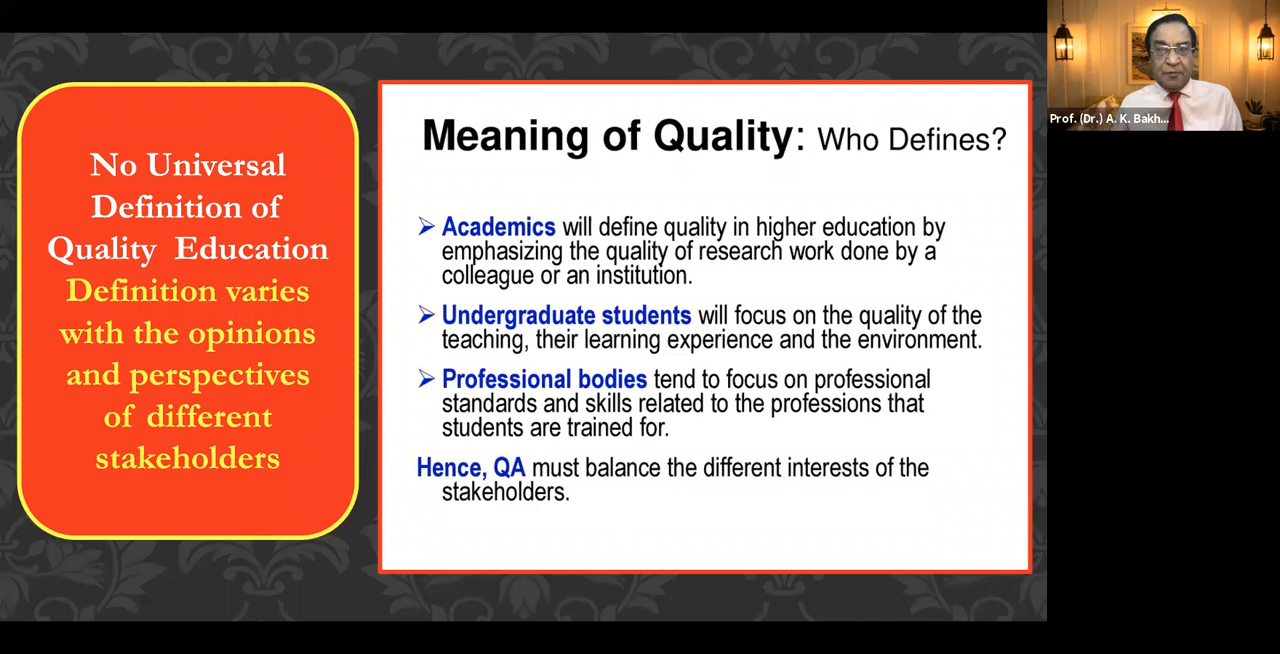 No Universal
Definition of
Quality Education
Definition varies
with the opinions
and perspectives
of different
stakeholders
Meaning of Quality: Who Defines?
➢ Academics will define quality in higher education by
emphasizing the quality of research work done by a
colleague or an institution.
➢ Undergraduate students will focus on the quality of the
teaching, their learning experience and the environment.
➢ Professional bodies tend to focus on professional
standards and skills related to the professions that
students are trained for.
Hence, QA must balance the different interests of the
stakeholders.
Prof. (Dr.) A. K. Bakh...